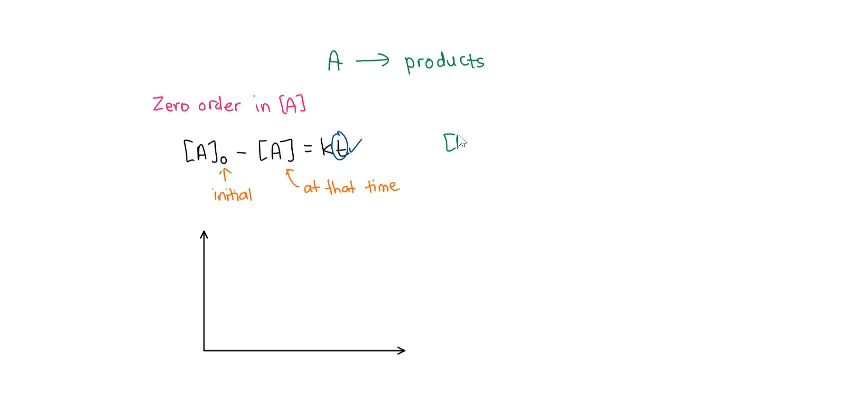 A → products
Zero order in [A]
[A]₀ - [A] = kt ✓
initial
at that time